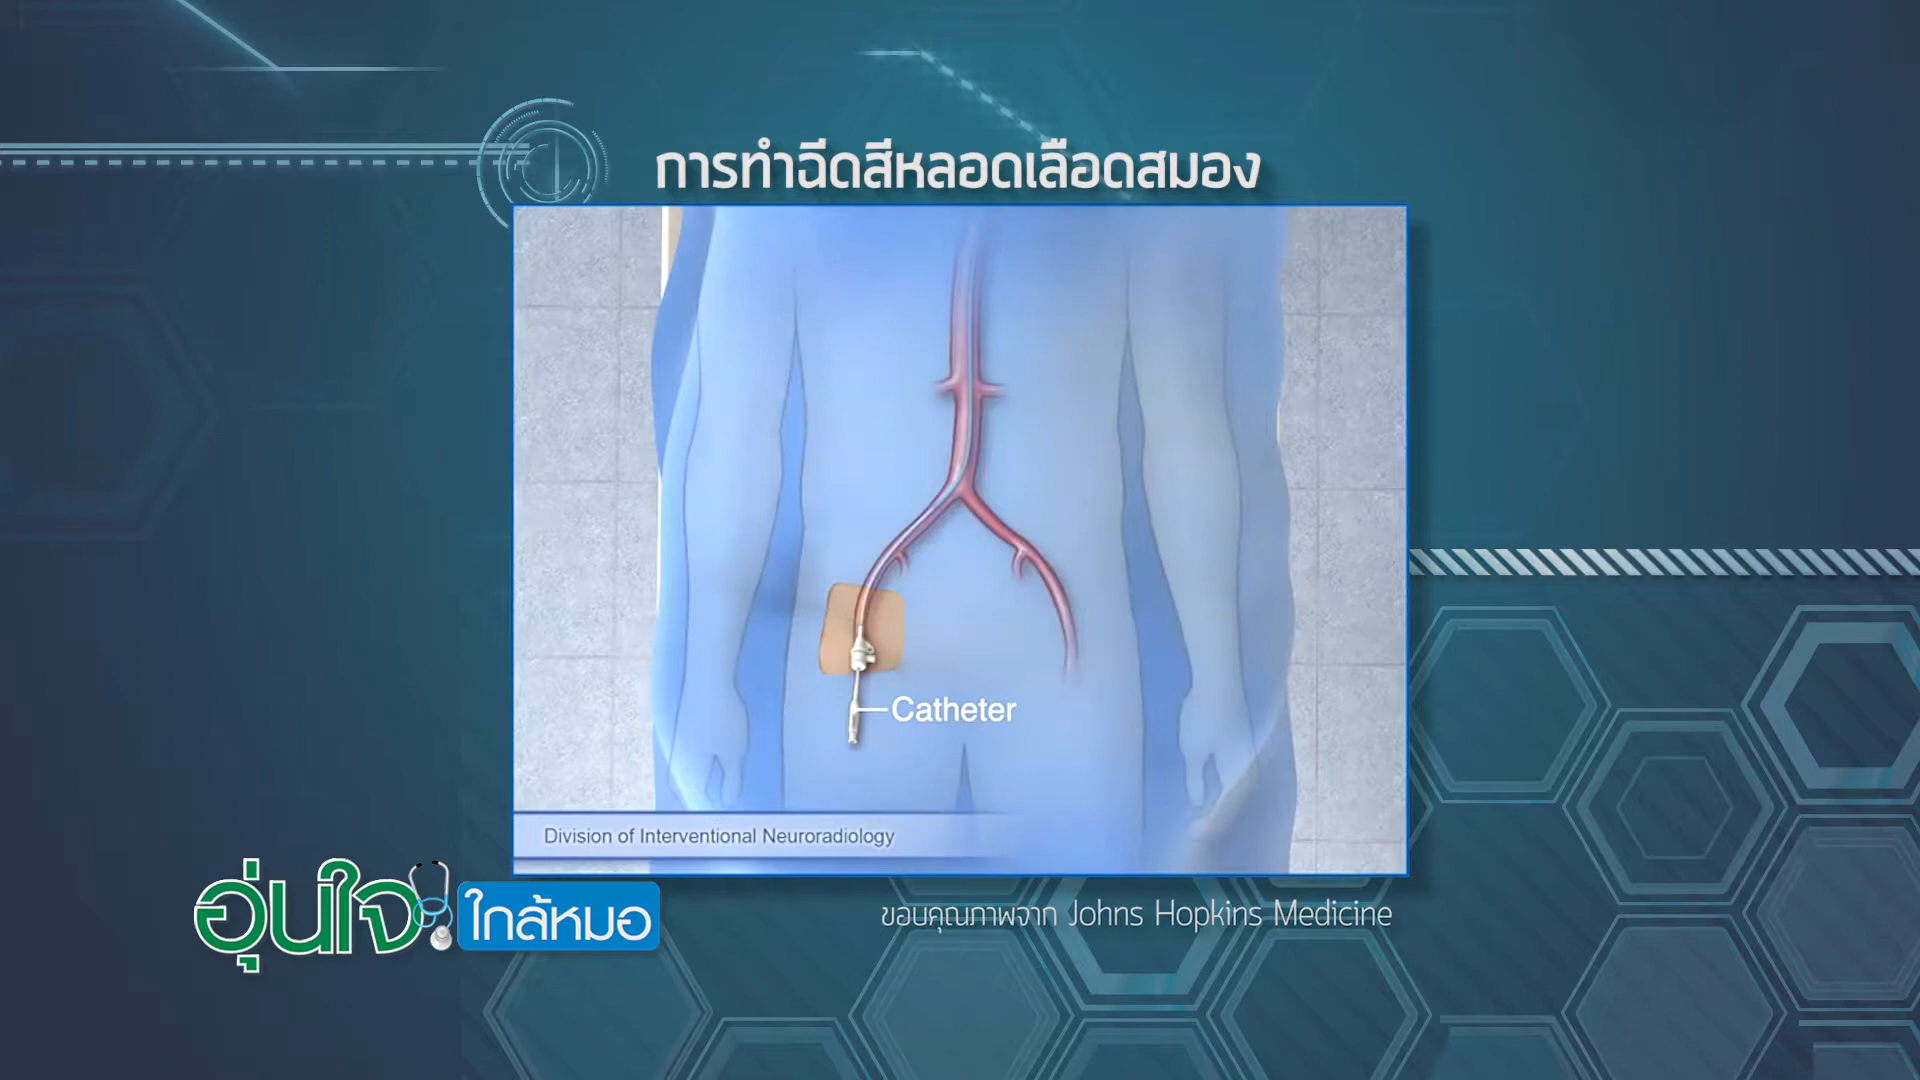 การทำฉีดสีหลอดเลือดสมอง
Catheter
Division of Interventional Neuroradiology
อุ่นใจ ใกล้หมอ
ขอบคุณภาพจาก Johns Hopkins Medicine